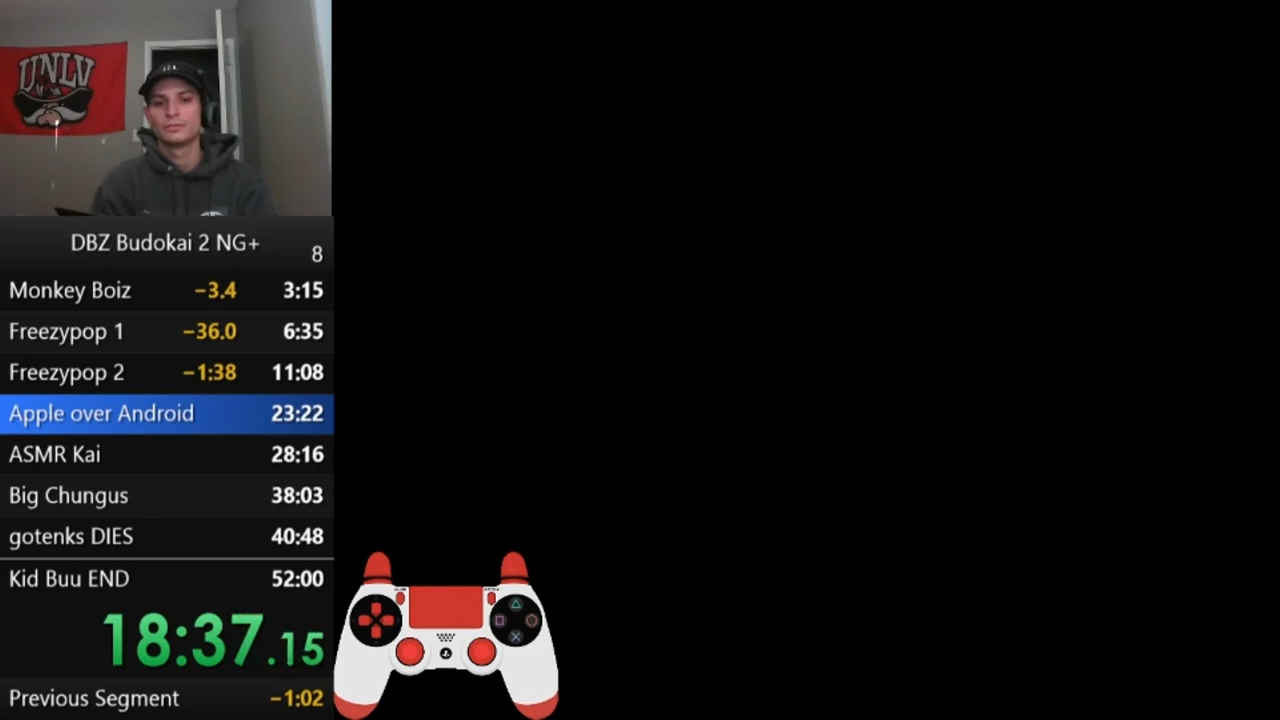 UNLV
DBZ Budokai 2 NG+
8
Monkey Boiz -3.4 3:15
Freezypop 1 -36.0 6:35
Freezypop 2 -1:38 11:08
Apple over Android 23:22
ASMR Kai 28:16
Big Chungus 38:03
gotenks DIES 40:48
Kid Buu END 52:00
18:37.15
Previous Segment -1:02